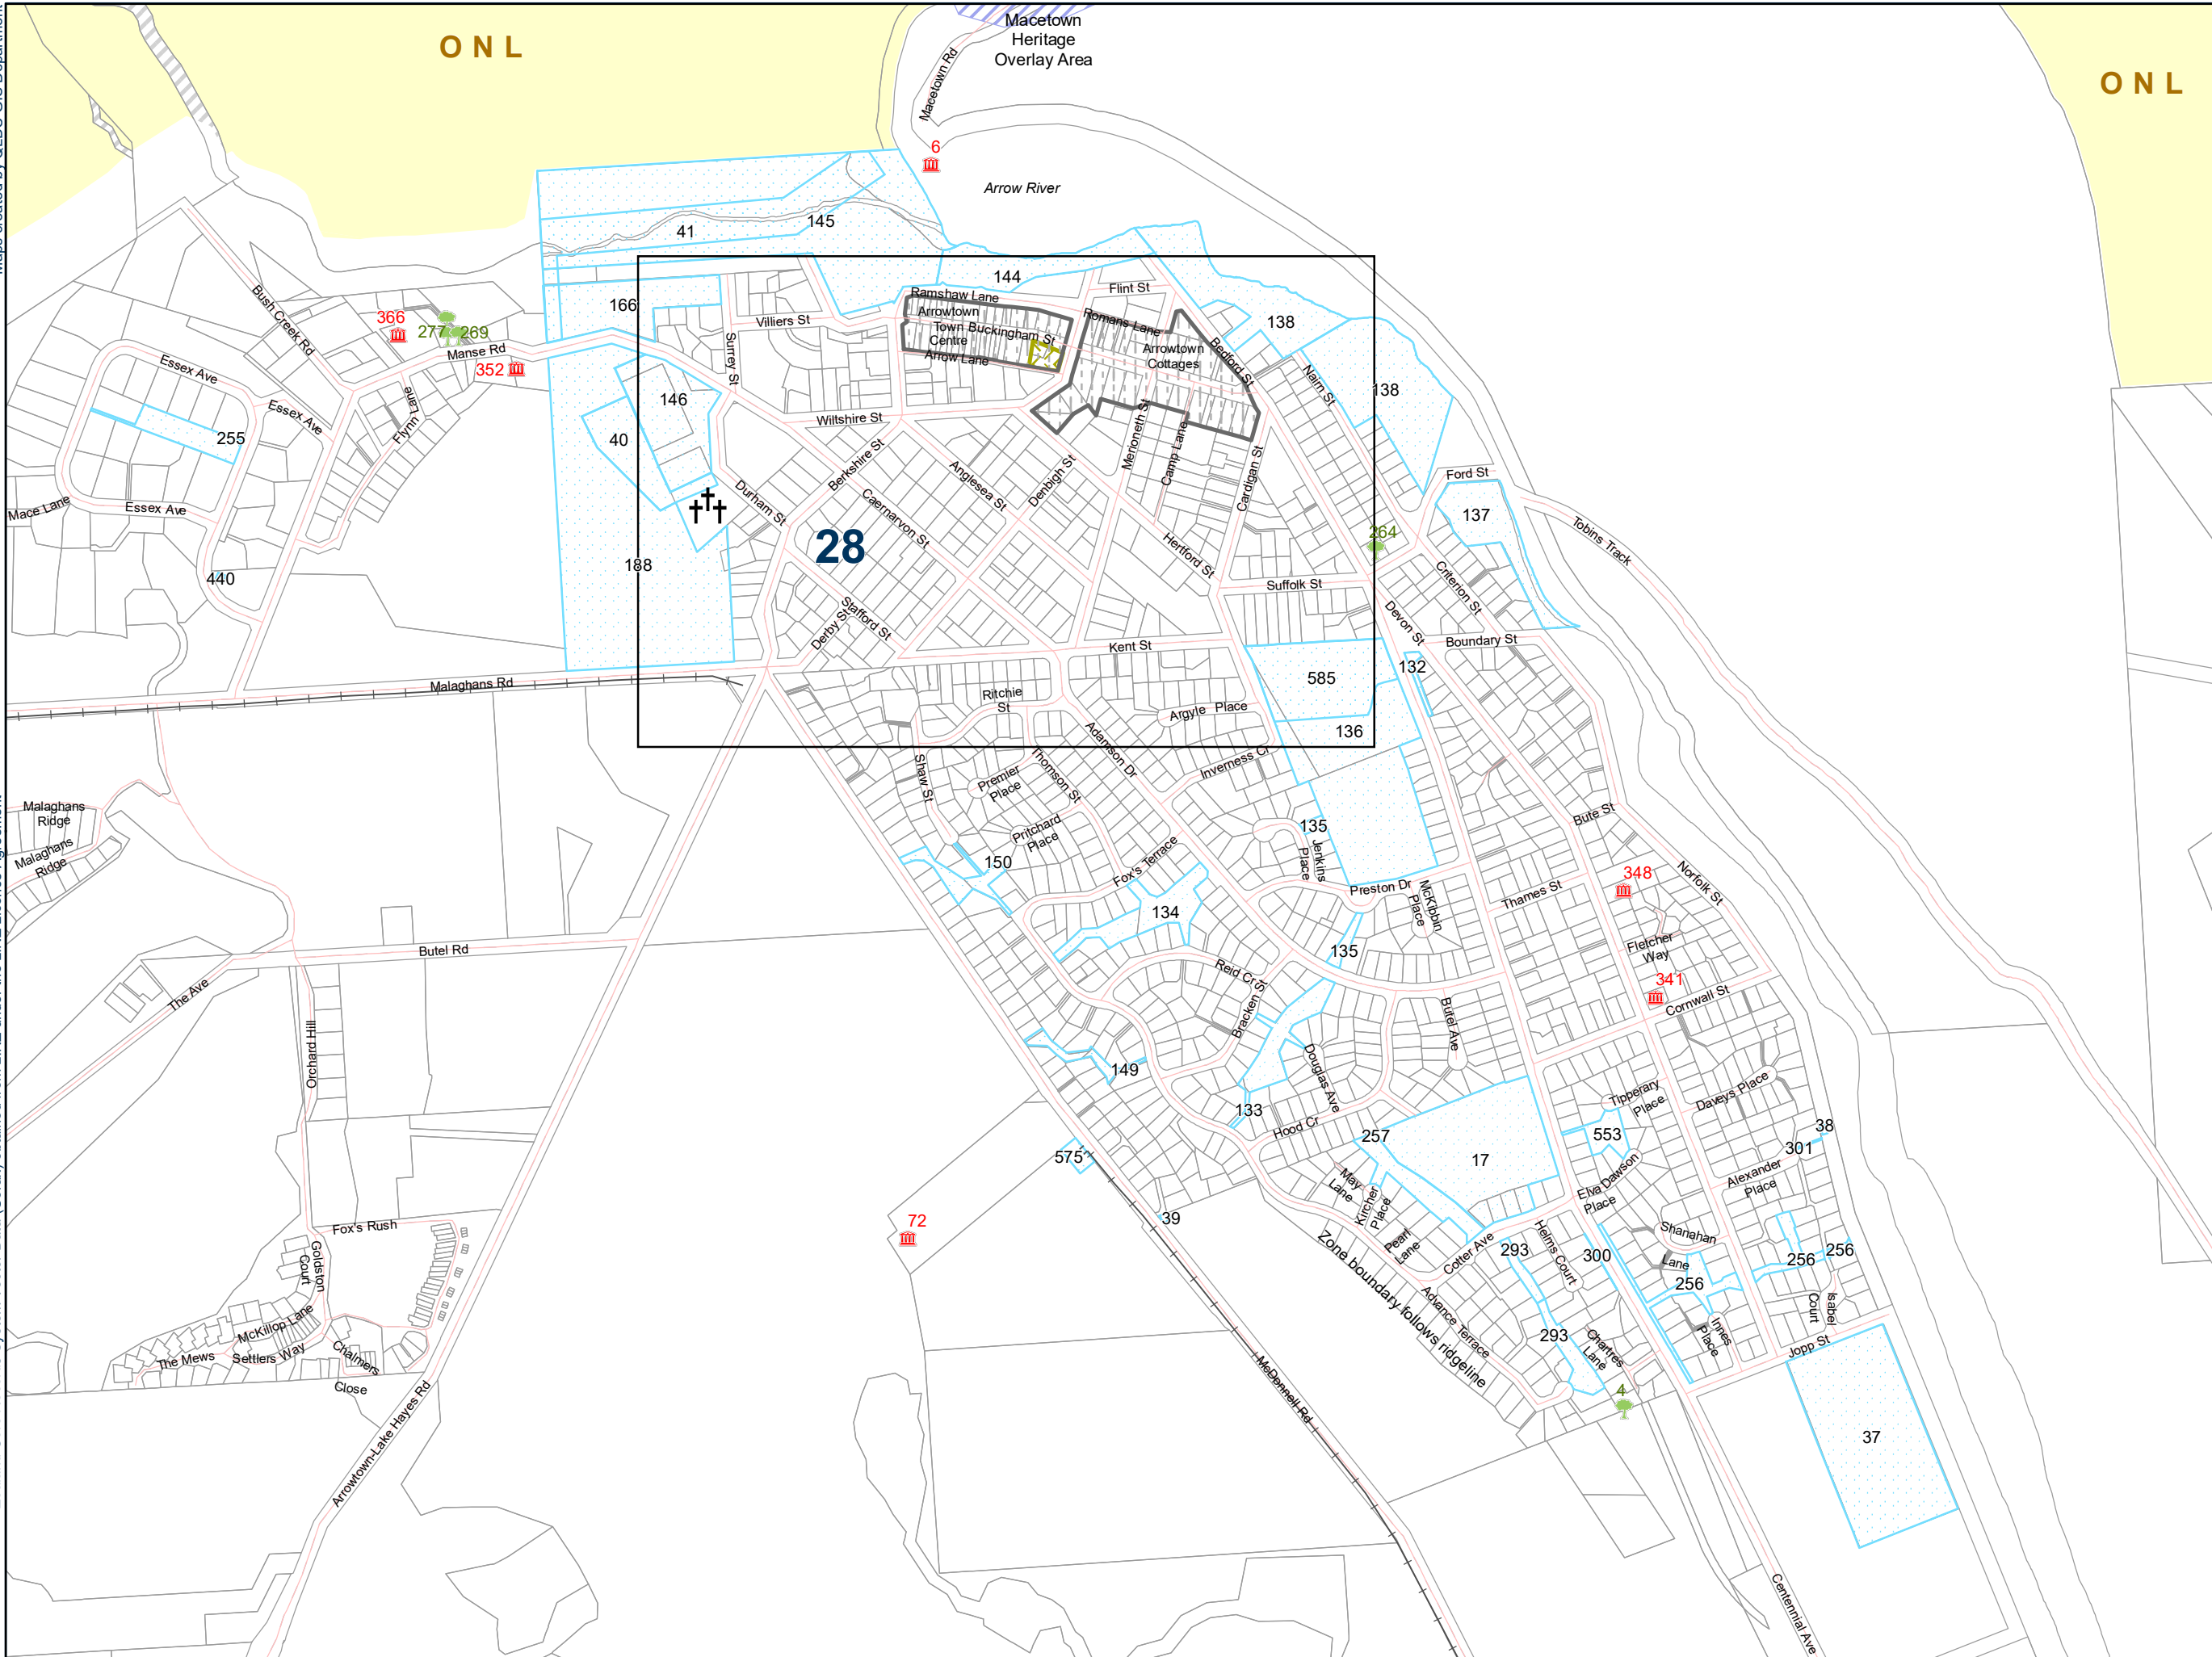 ONL
Macetown
Heritage
Overlay Area
ONL
Macetown Rd
6
Arrow River
41
145
144
166
Ramshaw Lane
Flint St
Arrowtown
Town
Centre
Buckingham St
Arrow Lane
Romans Lane
Arrowtown
Cottages
138
Bedford St
Nairn St
138
Villiers St
Surrey St
Bush Creek Rd
366
277
269
352
Manse Rd
Essex Ave
Essex Ave
Flynn Lane
255
Mace Lane
Essex Ave
440
146
40
188
Wiltshire St
Berkshire St
Durham St
Caernarvon St
Anglesea St
Denbigh St
Merioneth St
Camp Lane
Cardigan St
Hertford St
28
Stafford St
Derby St
Ford St
137
264
Tobins Track
Suffolk St
Criterion St
Devon St
Boundary St
Kent St
132
585
136
Malaghans Rd
Ritchie
St
Argyle Place
Adamson Dr
Inverness Cr
Shaw St
Premier
Place
Thomson St
Pritchard
Place
Malaghans
Ridge
Malaghans
Ridge
150
Fox's Terrace
135
Jenkins
Place
Bute St
348
Norfolk St
Preston Dr
McKibbin
Place
Thames St
134
135
Fletcher
Way
341
Cornwall St
Butel Rd
The Ave
Orchard Hill
Reid Cr
Bracken St
Butel Ave
149
133
Douglas Ave
Hood Cr
257
17
Tipperary
Place
Daveys Place
553
38
301
Alexander
Place
Elva Dawson
Place
575
39
72
May
Lane
Kircher
Place
Pearl
Lane
Cotter Ave
293
Helms Court
300
Shanahan
Lane
256
256
256
Isabel
Court
Innes
Place
Jopp St
Zone boundary follows ridgeline
Advance Terrace
293
Chartres
Lane
4
37
Fox's Rush
Goldston
Court
McKillop Lane
The Mews
Settlers Way
Chalmers
Close
Arrowtown-Lake Hayes Rd
McDonnell Rd
Centennial Ave